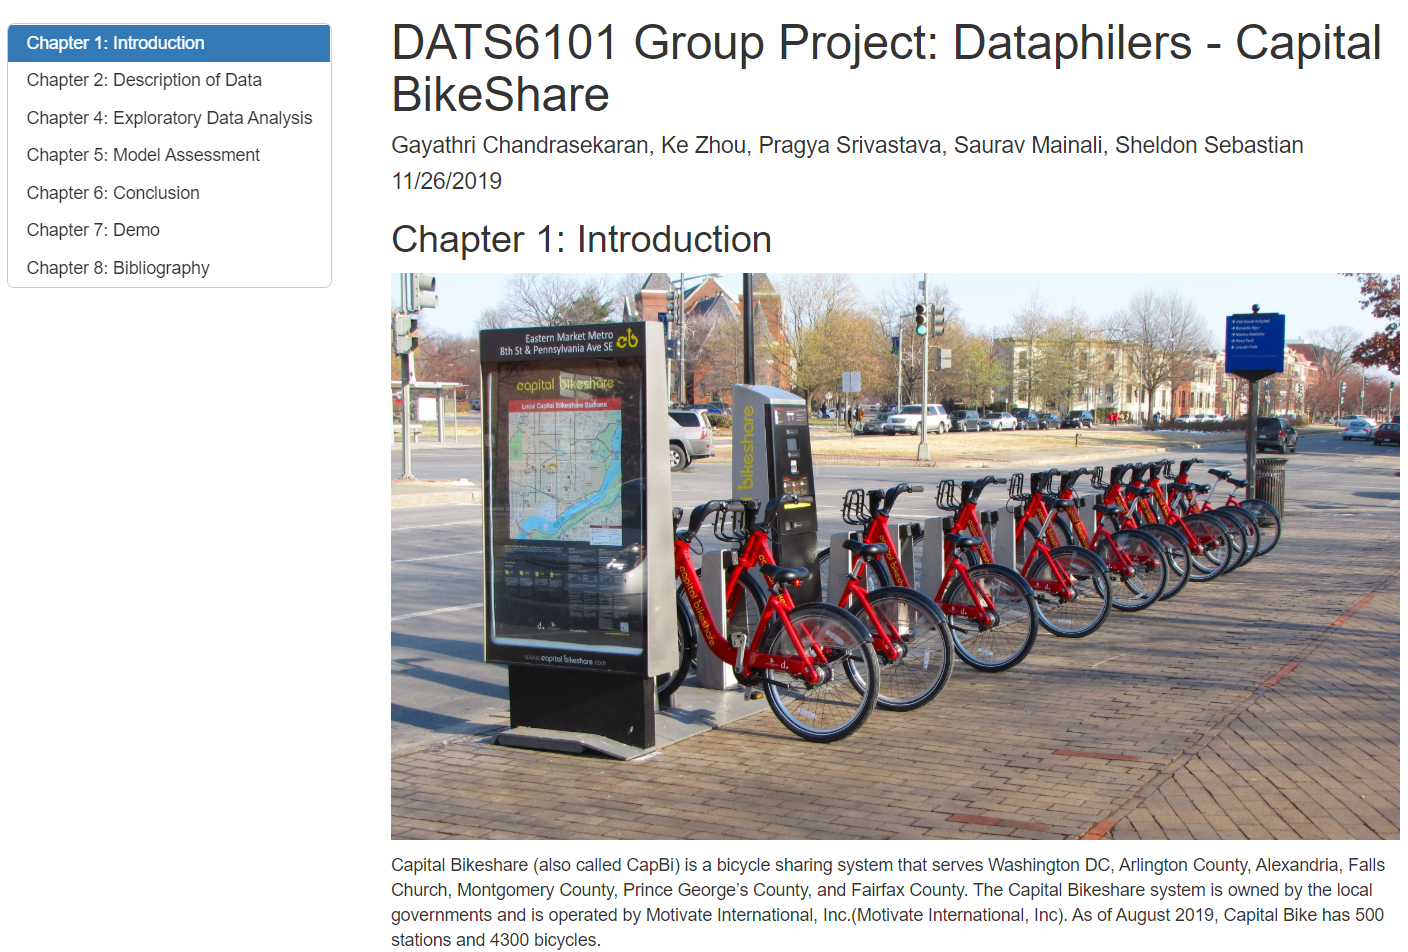 Chapter 1: Introduction
Chapter 2: Description of Data
Chapter 4: Exploratory Data Analysis
Chapter 5: Model Assessment
Chapter 6: Conclusion
Chapter 7: Demo
Chapter 8: Bibliography
DATS6101 Group Project: Dataphilers - Capital
BikeShare
Gayathri Chandrasekaran, Ke Zhou, Pragya Srivastava, Saurav Mainali, Sheldon Sebastian
11/26/2019
Chapter 1: Introduction
Eastern Market Metro
8th St & Pennsylvania Ave SE
capital bikeshare
Local Capital Bikeshare Stations
www.capitalbikeshare.com
bikeshare
capital bikeshare
Capital Bikeshare (also called CapBi) is a bicycle sharing system that serves Washington DC, Arlington County, Alexandria, Falls
Church, Montgomery County, Prince George’s County, and Fairfax County. The Capital Bikeshare system is owned by the local
governments and is operated by Motivate International, Inc.(Motivate International, Inc). As of August 2019, Capital Bike has 500
stations and 4300 bicycles.